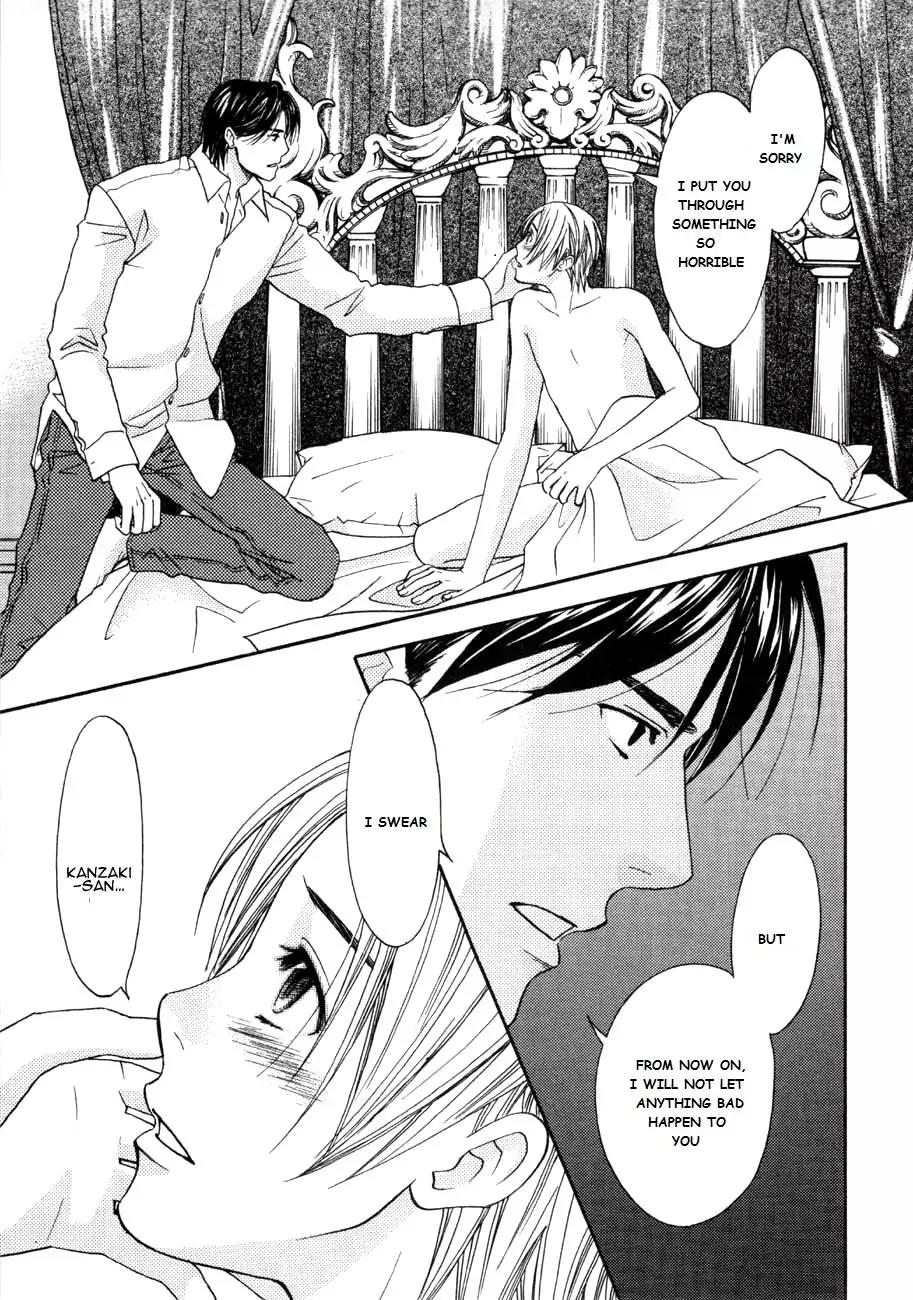 I'M
SORRY
I PUT YOU
THROUGH
SOMETHING
SO
HORRIBLE
BUT
FROM NOW ON,
I WILL NOT LET
ANYTHING BAD
HAPPEN TO
YOU
I SWEAR
KANZAKI
-SAN...